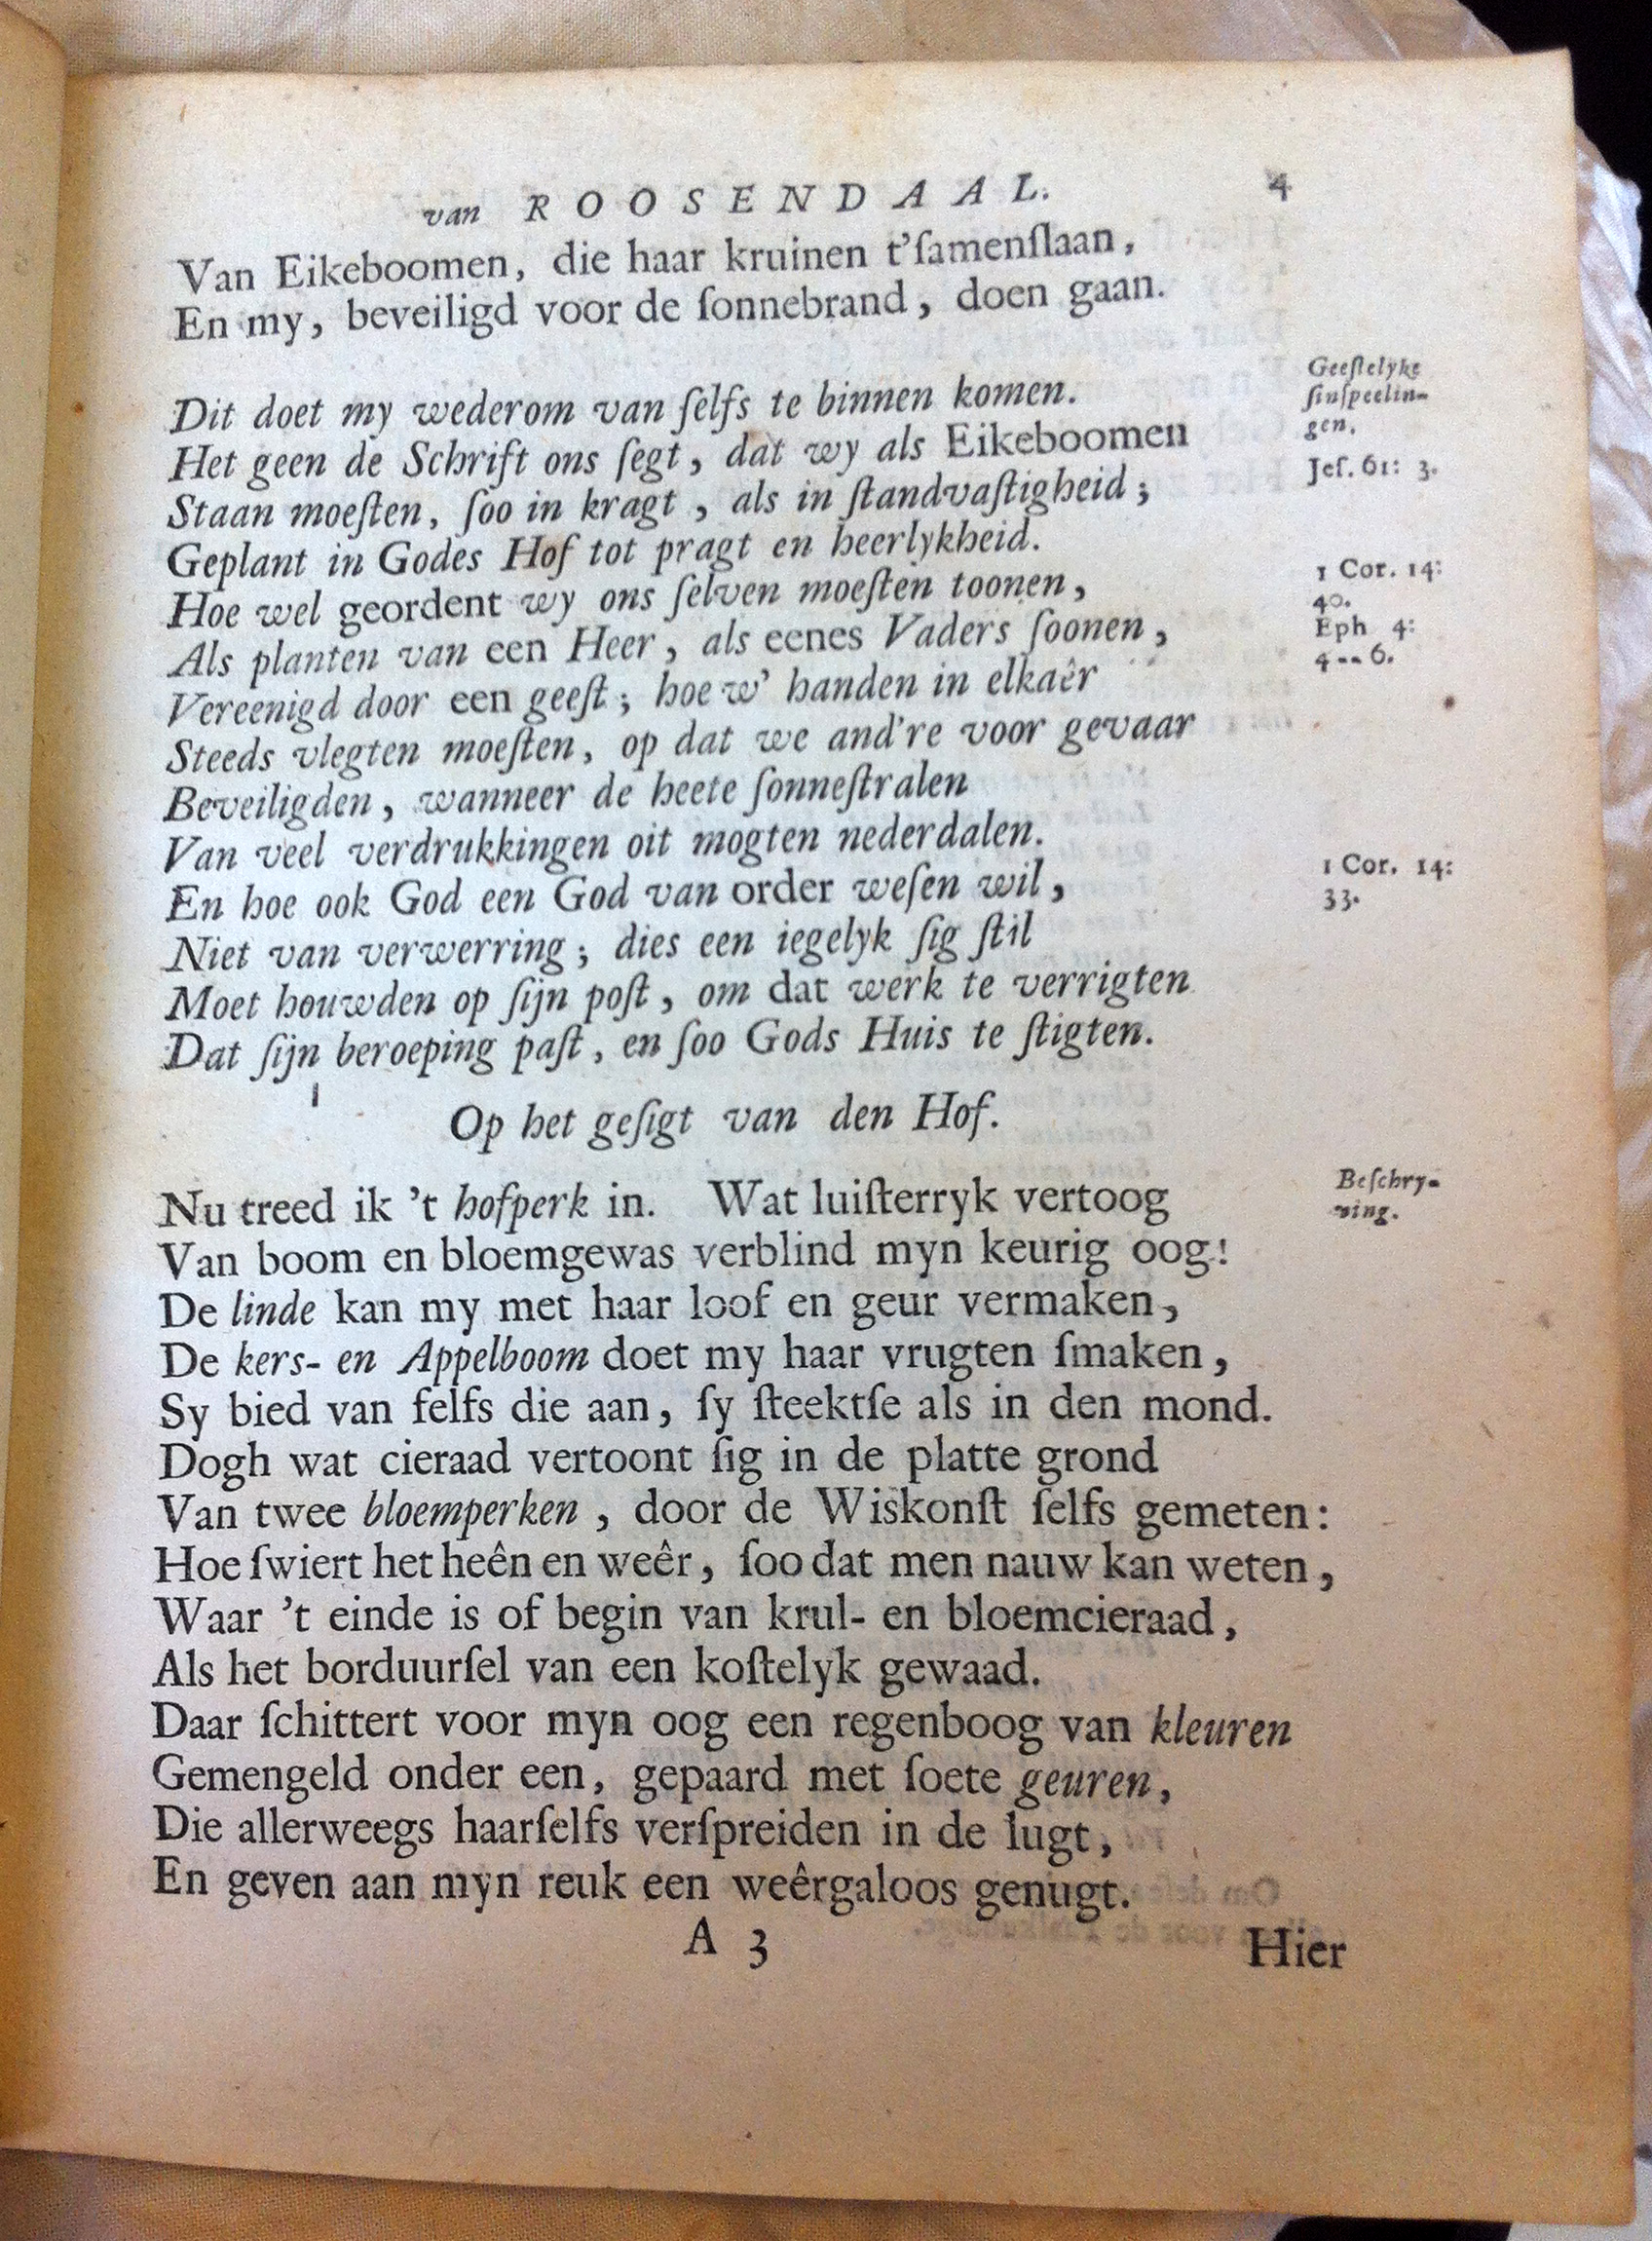 van ROOSENDAAL. 4
Van Eikeboomen, die haar kruinen t'ſamenſlaan,
En my, beveiligd voor de ſonnebrand, doen gaan.
Geeſtelyke
ſinſpeelin-
gen.
Dit doet my wederom van ſelfs te binnen komen.
Het geen de Schrift ons ſegt, dat wy als Eikeboomen
Jeſ. 61: 3.
Staan moeſten, ſoo in kragt, als in ſtandvaſtigheid;
Geplant in Godes Hof tot pragt en heerlykheid.
Hoe wel geordent wy ons ſelven moeſten toonen,
1 Cor. 14:
40.
Als planten van een Heer, als eenes Vaders ſoonen,
Eph 4:
4--6.
Vereenigd door een geeſt; hoe w' handen in elkaêr
Steeds vlegten moeſten, op dat we and're voor gevaar
Beveiligden, wanneer de heete ſonneſtralen
Van veel verdrukkingen oit mogten nederdalen.
En hoe ook God een God van order weſen wil,
1 Cor. 14:
33.
Niet van verwerring; dies een iegelyk ſig ſtil
Moet houwden op ſijn poſt, om dat werk te verrigten
Dat ſijn beroeping paſt, en ſoo Gods Huis te ſtigten.
Op het geſigt van den Hof.
Nu treed ik 't hofperk in. Wat luiſterryk vertoog
Beſchry-
ving.
Van boom en bloemgewas verblind myn keurig oog!
De linde kan my met haar loof en geur vermaken,
De kers- en Appelboom doet my haar vrugten ſmaken,
Sy bied van ſelfs die aan, ſy ſteektſe als in den mond.
Dogh wat cieraad vertoont ſig in de platte grond
Van twee bloemperken, door de Wiskonſt ſelfs gemeten:
Hoe ſwiert het heên en weêr, ſoo dat men nauw kan weten,
Waar 't einde is of begin van krul- en bloemcieraad,
Als het borduurſel van een koſtelyk gewaad.
Daar ſchittert voor myn oog een regenboog van kleuren
Gemengeld onder een, gepaard met ſoete geuren,
Die allerweegs haarſelfs verſpreiden in de lugt,
En geven aan myn reuk een weêrgaloos genugt.
A 3 Hier